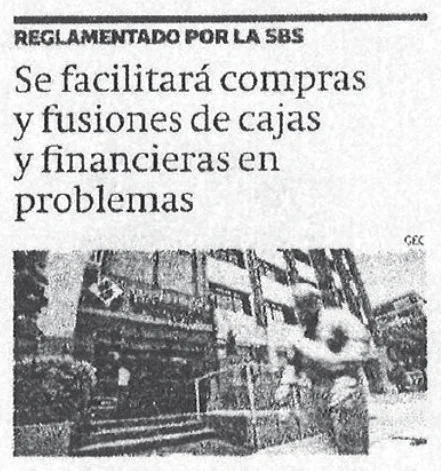 REGLAMENTADO POR LA SBS
Se facilitará compras
y fusiones de cajas
y financieras en
problemas
GEC